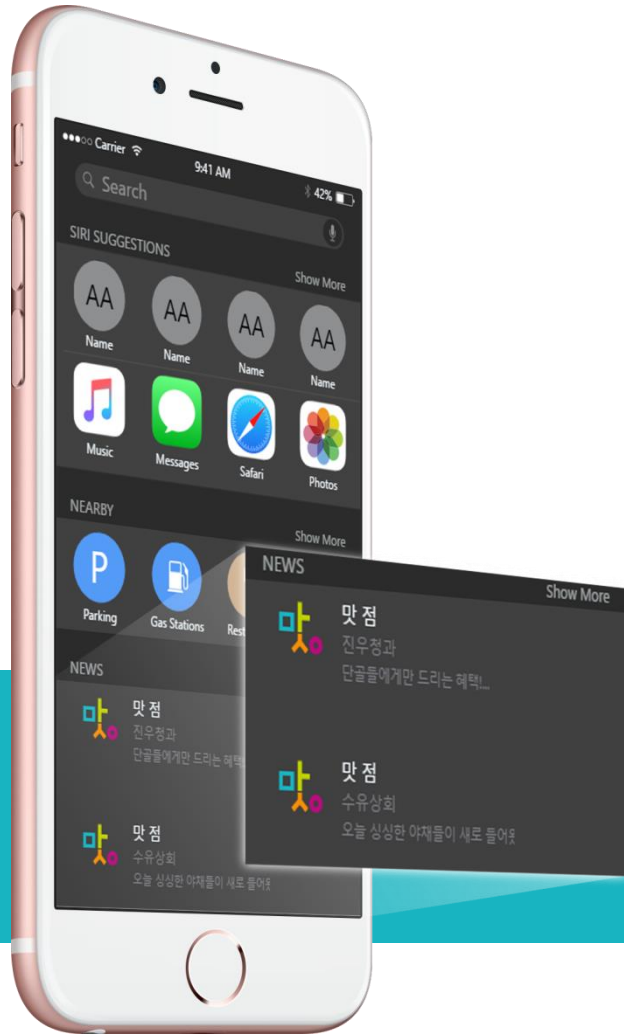 Carrier
9:41 AM
42%
Search
SIRI SUGGESTIONS
Show More
AA AA AA AA
Name Name Name Name
Music Messages Safari Photos
NEARBY
Show More
P
Parking Gas Stations Rest
NEWS
맛 점
진우청과
단골들에게만 드리는 혜택!
맛 점
수유상회
오늘 싱싱한 야채들이 새로 들어
NEWS
Show More
맛 점
진우청과
단골들에게만 드리는 혜택!...
맛 점
수유상회
오늘 싱싱한 야채들이 새로 들어